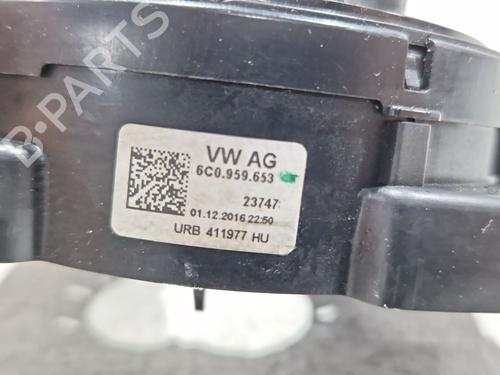 B-PARTS
VW AG
6C0.959.653
23747
01.12.2016 22:50
URB 411977 HU